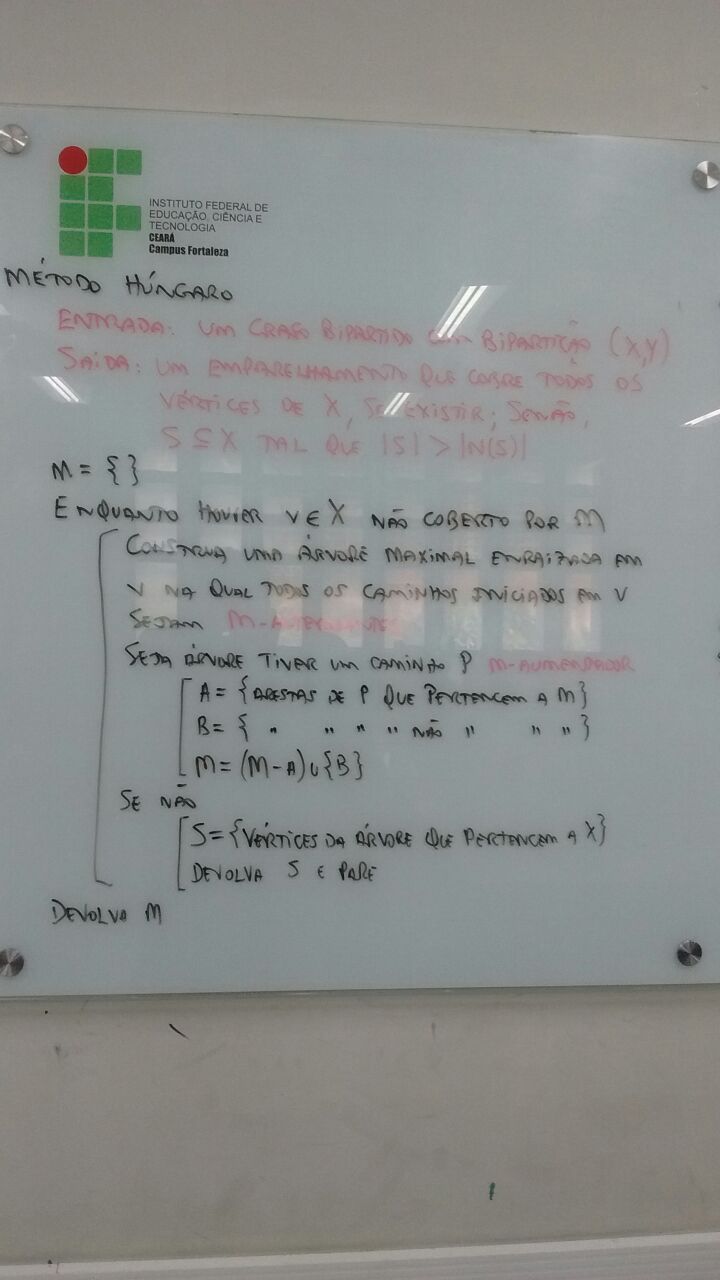 INSTITUTO FEDERAL DE
EDUCAÇÃO, CIÊNCIA E
TECNOLOGIA
CEARÁ
Campus Fortaleza
MÉTODO HÚNGARO
ENTRADA: UM GRAFO BIPARTIDO COM BIPARTIÇÃO (X,Y)
SAÍDA: UM EMPARELHAMENTO QUE COBRE TODOS OS
VÉRTICES DE X, SE EXISTIR; SENÃO,
S ⊆ X TAL QUE |S| > |N(S)|
M = { }
ENQUANTO HOUVER V ∈ X NÃO COBERTO POR M
CONSTRUA UMA ÁRVORE MAXIMAL ENRAIZADA EM
V NA QUAL TODOS OS CAMINHOS INICIADOS EM V
SEJAM M-ALTERNANTES
SE JA ÁRVORE TIVER UM CAMINHO P M-AUMENTADOR
A = {ARESTAS DE P QUE PERTENCEM A M}
B = { " " " " NÃO " " " }
M = (M-A) ∪ {B}
SE NÃO
S = {VÉRTICES DA ÁRVORE QUE PERTENCEM A X}
DEVOLVA S E PARE
DEVOLVA M